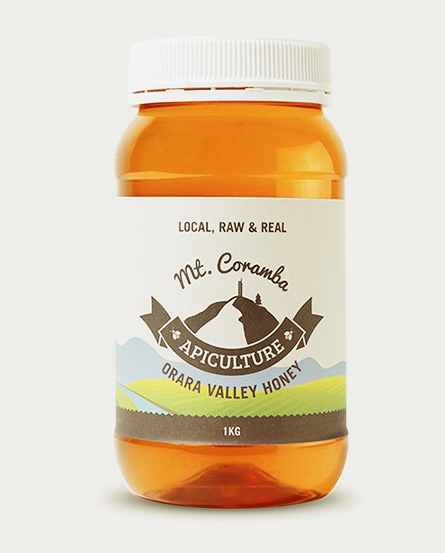 LOCAL, RAW & REAL
Mt. Coramba
APICULTURE
ORARA VALLEY HONEY
1KG